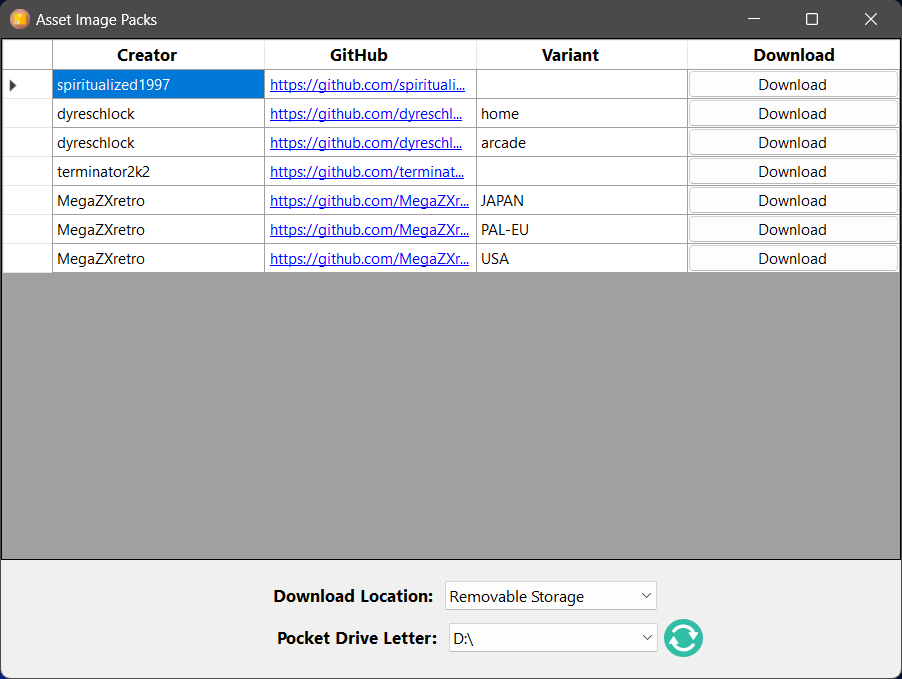 Asset Image Packs
Creator GitHub Variant Download
spiritualized1997 https://github.com/spirituali... Download
dyreschlock https://github.com/dyreschl... home Download
dyreschlock https://github.com/dyreschl... arcade Download
terminator2k2 https://github.com/terminat... Download
MegaZXretro https://github.com/MegaZXr... JAPAN Download
MegaZXretro https://github.com/MegaZXr... PAL-EU Download
MegaZXretro https://github.com/MegaZXr... USA Download
Download Location: Removable Storage
Pocket Drive Letter: D:\